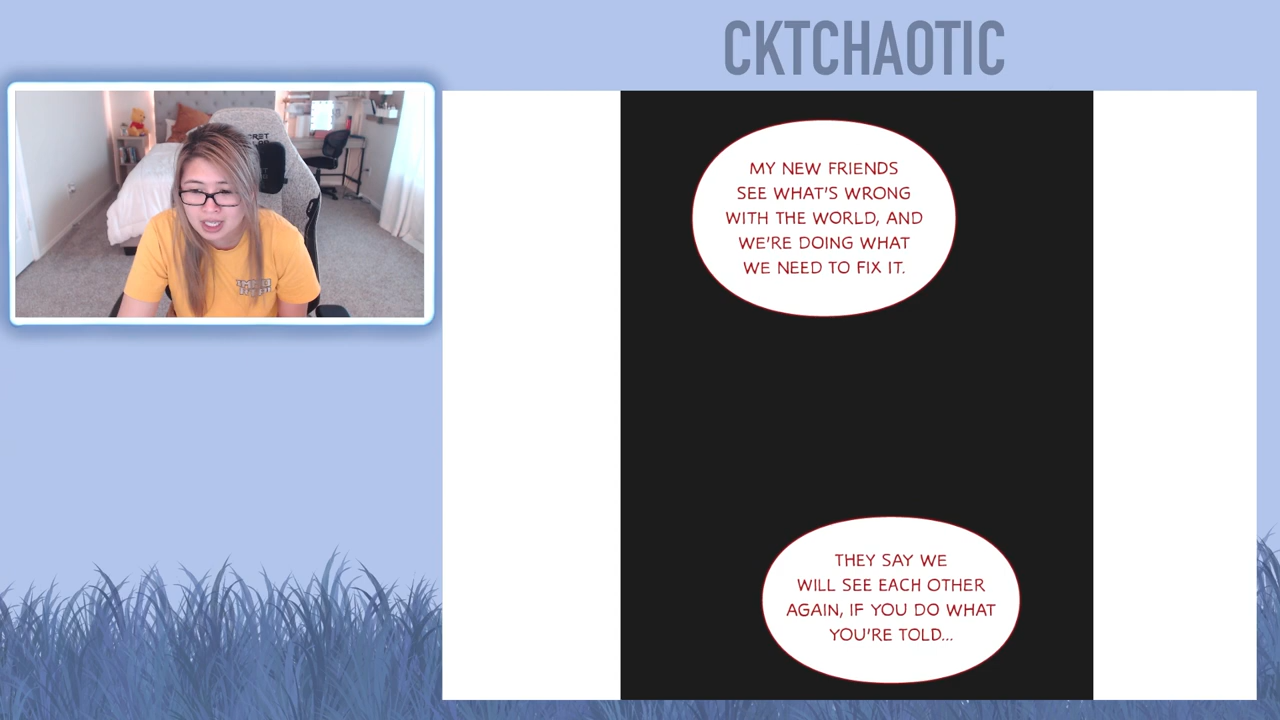 CKTCHAOTIC
MY NEW FRIENDS
SEE WHAT'S WRONG
WITH THE WORLD, AND
WE'RE DOING WHAT
WE NEED TO FIX IT.
THEY SAY WE
WILL SEE EACH OTHER
AGAIN, IF YOU DO WHAT
YOU'RE TOLD...